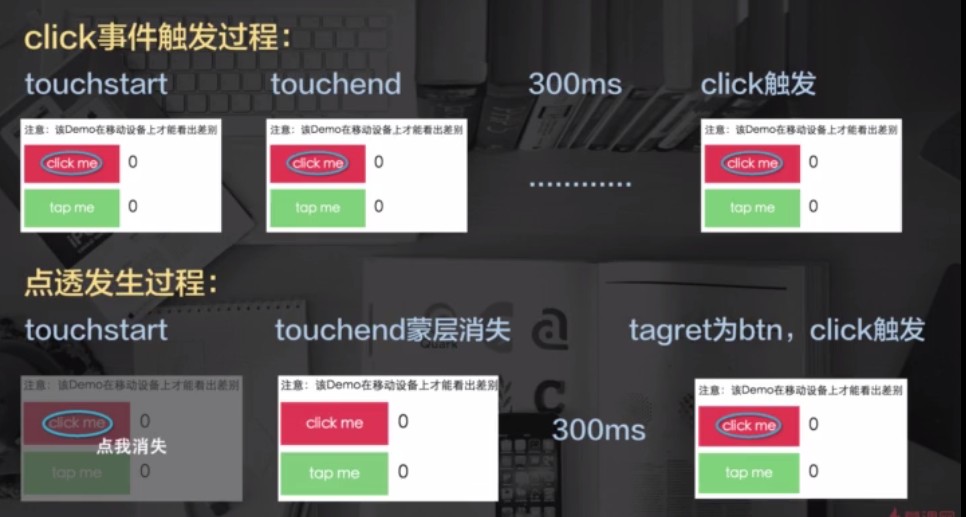 click事件触发过程：
touchstart touchend 300ms click触发
注意：该Demo在移动设备上才能看出差别 注意：该Demo在移动设备上才能看出差别 注意：该Demo在移动设备上才能看出差别
click me 0 click me 0 click me 0
............
tap me 0 tap me 0 tap me 0
点透发生过程：
touchstart touchend蒙层消失 tagret为btn，click触发
注意：该Demo在移动设备上才能看出差别 注意：该Demo在移动设备上才能看出差别 注意：该Demo在移动设备上才能看出差别
click me 0 click me 0 300ms click me 0
点我消失
tap me 0 tap me 0 tap me 0